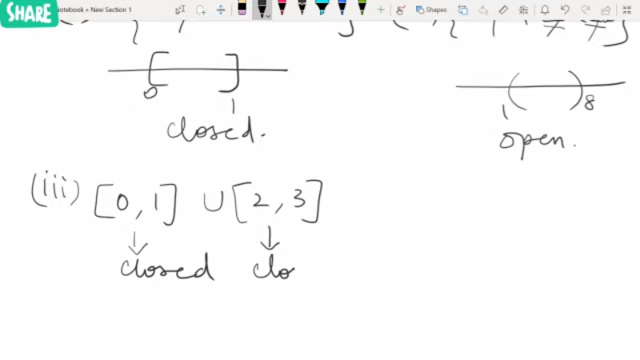 SHARE
Notebook » New Section 1
Shapes
0 1
1 8
closed.
open.
(iii) [0, 1] ∪ [2, 3]
closed clo